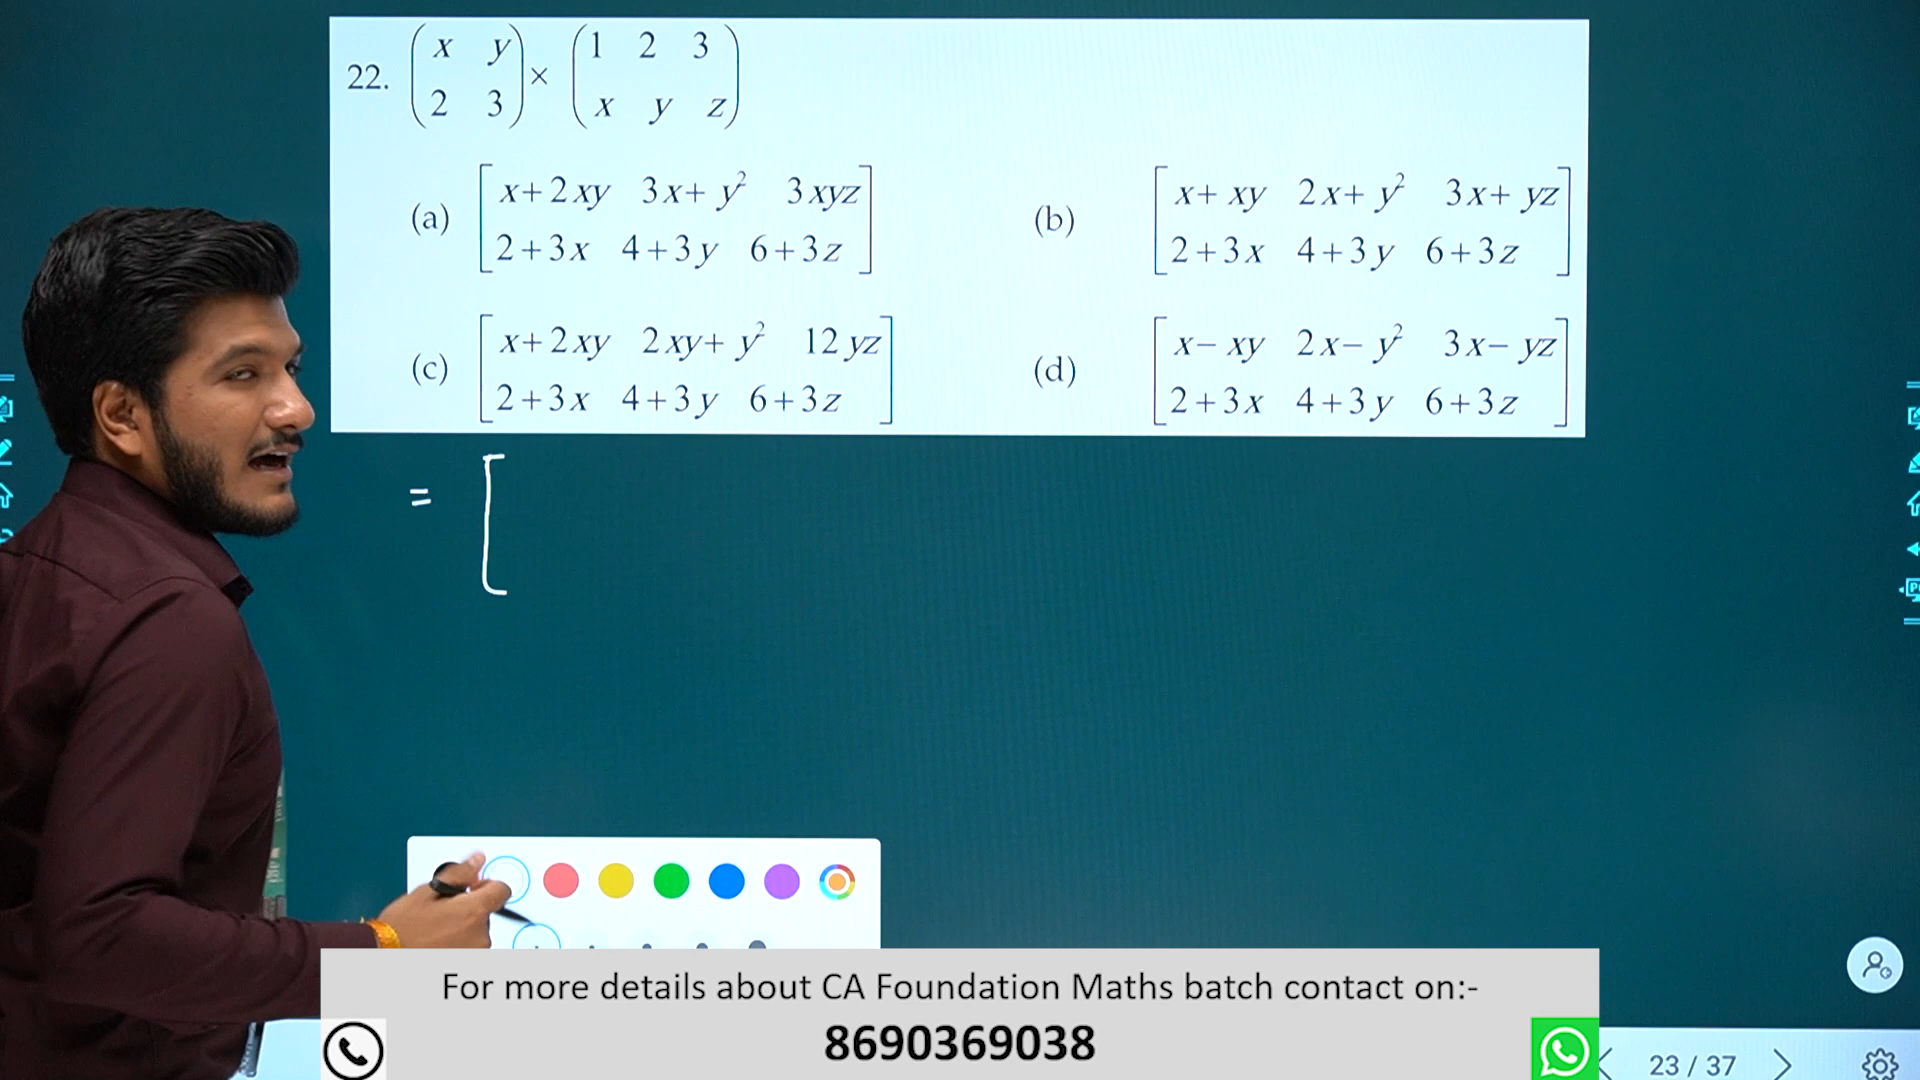 22. ( x y ) × ( 1 2 3 )
( 2 3 ) ( x y z )
(a) [ x+2xy 3x+y² 3xyz ]
[ 2+3x 4+3y 6+3z ]
(b) [ x+xy 2x+y² 3x+yz ]
[ 2+3x 4+3y 6+3z ]
(c) [ x+2xy 2xy+y² 12yz ]
[ 2+3x 4+3y 6+3z ]
(d) [ x−xy 2x−y² 3x−yz ]
[ 2+3x 4+3y 6+3z ]
= [
For more details about CA Foundation Maths batch contact on:-
8690369038
23 / 37